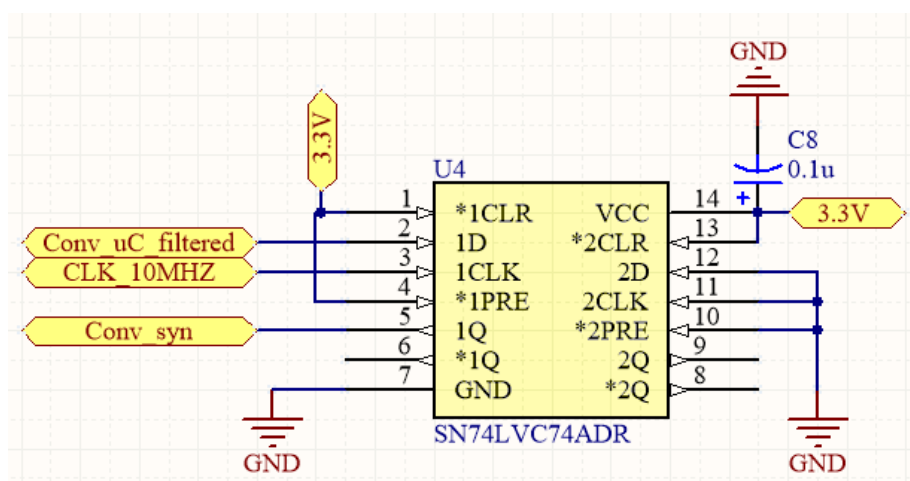 GND
3.3V
C8
0.1u
+
U4
1 *1CLR VCC 14
3.3V
Conv_uC_filtered 2 1D *2CLR 13
CLK_10MHZ 3 1CLK 2D 12
4 *1PRE 2CLK 11
Conv_syn 5 1Q *2PRE 10
6 *1Q 2Q 9
7 GND *2Q 8
SN74LVC74ADR
GND
GND